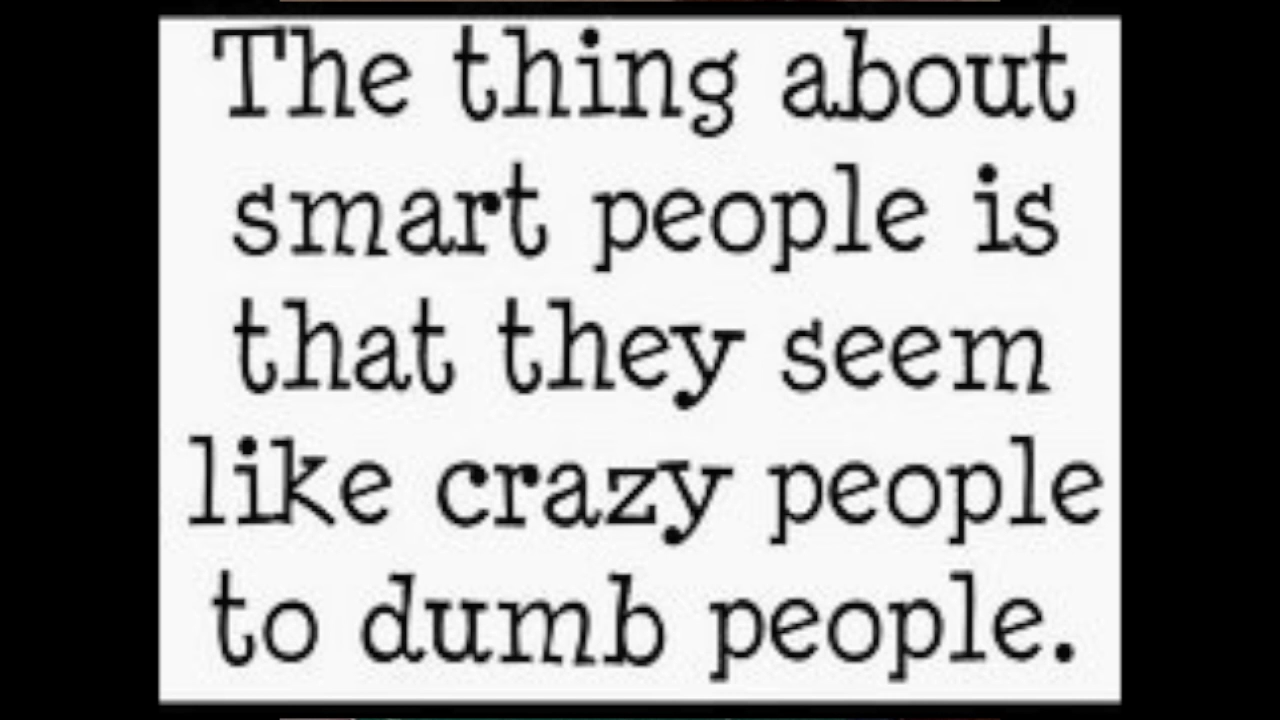 The thing about
smart people is
that they seem
like crazy people
to dumb people.